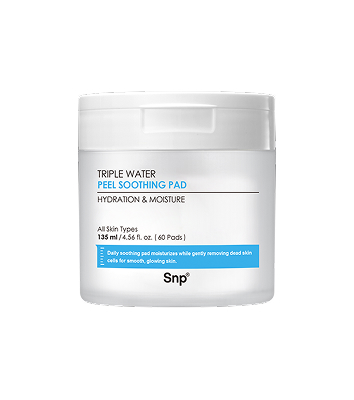 TRIPLE WATER
PEEL SOOTHING PAD
HYDRATION & MOISTURE
All Skin Types
135 ml / 4.56 fl. oz. ( 60 Pads )
Daily soothing pad moisturizes while gently removing dead skin
cells for smooth, glowing skin.
Snp®